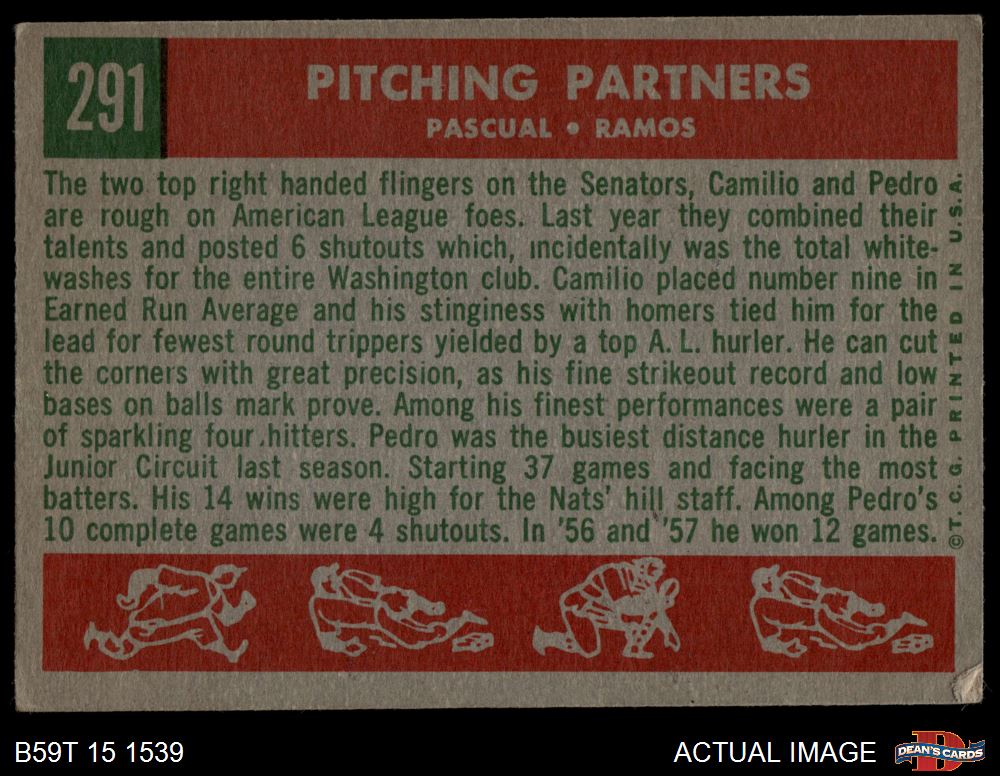 291
PITCHING PARTNERS
PASCUAL • RAMOS
The two top right handed flingers on the Senators, Camilio and Pedro
are rough on American League foes. Last year they combined their
talents and posted 6 shutouts which, incidentally was the total white-
washes for the entire Washington club. Camilio placed number nine in
Earned Run Average and his stinginess with homers tied him for the
lead for fewest round trippers yielded by a top A. L. hurler. He can cut
the corners with great precision, as his fine strikeout record and low
bases on balls mark prove. Among his finest performances were a pair
of sparkling four hitters. Pedro was the busiest distance hurler in the
Junior Circuit last season. Starting 37 games and facing the most
batters. His 14 wins were high for the Nats' hill staff. Among Pedro's
10 complete games were 4 shutouts. In '56 and '57 he won 12 games.
©T. C. G. PRINTED IN U.S.A.
B59T 15 1539
ACTUAL IMAGE
D
DEAN'S CARDS